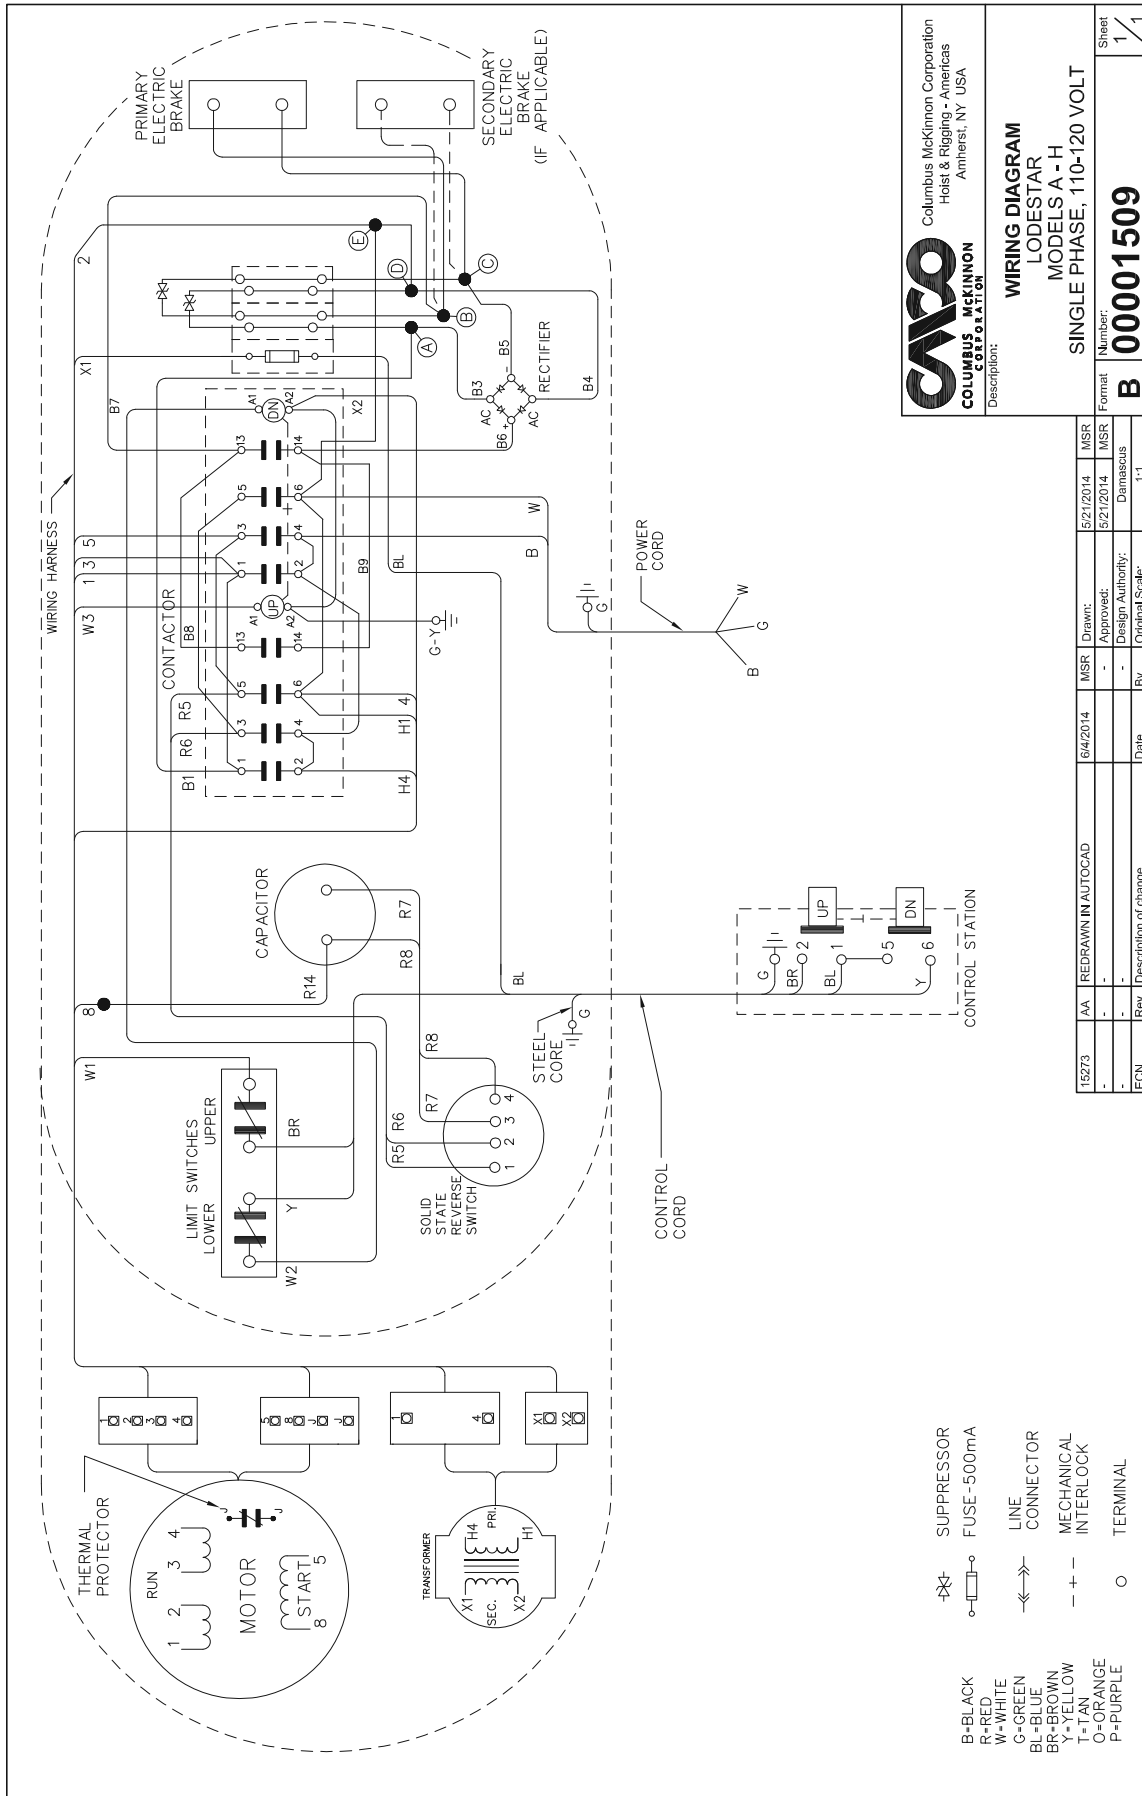 PRIMARY
ELECTRIC
BRAKE
SECONDARY
ELECTRIC
BRAKE
(IF APPLICABLE)
WIRING HARNESS
X1
2
B7
5
3
1
W3
E
D
C
B
A
B5
B3
B4
B6
AC
AC
+
-
RECTIFIER
X2
CONTACTOR
A1
DN
A2
13
14
5
6
3
4
1
2
A1
UP
A2
13
14
5
6
3
4
1
2
B8
B9
R5
R6
B1
BL
G-Y
4
H1
H4
W
B
G
POWER
CORD
W
G
B
CAPACITOR
R7
R8
R14
8
W1
BL
STEEL
CORE
G
LIMIT SWITCHES
LOWER
UPPER
BR
Y
W2
R8
R7
R6
R5
4
3
2
1
SOLID
STATE
REVERSE
SWITCH
CONTROL
CORD
G
BR
BL
Y
2
1
5
6
UP
DN
CONTROL STATION
1
2
3
4
5
8
J
J
1
4
X1
X2
THERMAL
PROTECTOR
J
J
RUN
1
2
3
4
MOTOR
START
8
5
TRANSFORMER
X1
H4
PRI.
SEC.
X2
H1
B=BLACK
R=RED
W=WHITE
G=GREEN
BL=BLUE
BR=BROWN
Y=YELLOW
T=TAN
O=ORANGE
P=PURPLE
SUPPRESSOR
FUSE-500mA
LINE
CONNECTOR
MECHANICAL
INTERLOCK
TERMINAL
COLUMBUS McKINNON
CORPORATION
Columbus McKinnon Corporation
Hoist & Rigging - Americas
Amherst, NY USA
Description:
WIRING DIAGRAM
LODESTAR
MODELS A - H
SINGLE PHASE, 110-120 VOLT
Format
B
Number:
00001509
Sheet
1/1
15273
AA
REDRAWN IN AUTOCAD
6/4/2014
MSR
Drawn:
5/21/2014
MSR
-
-
-
-
Approved:
5/21/2014
MSR
-
-
-
-
Design Authority:
Damascus
ECN
Rev
Description of change
Date
By
Original Scale:
1:1